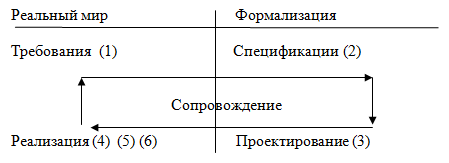 Реальный мир Формализация
Требования (1) Спецификации (2)
Сопровождение
Реализация (4) (5) (6) Проектирование (3)